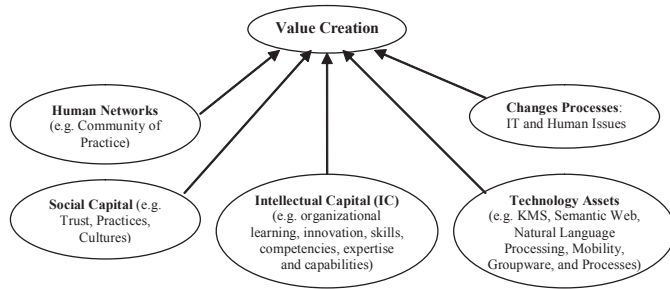 Value Creation
Human Networks
(e.g. Community of
Practice)
Changes Processes:
IT and Human Issues
Social Capital (e.g.
Trust, Practices,
Cultures)
Intellectual Capital (IC)
(e.g. organizational
learning, innovation, skills,
competencies, expertise
and capabilities)
Technology Assets
(e.g. KMS, Semantic Web,
Natural Language
Processing, Mobility,
Groupware, and Processes)